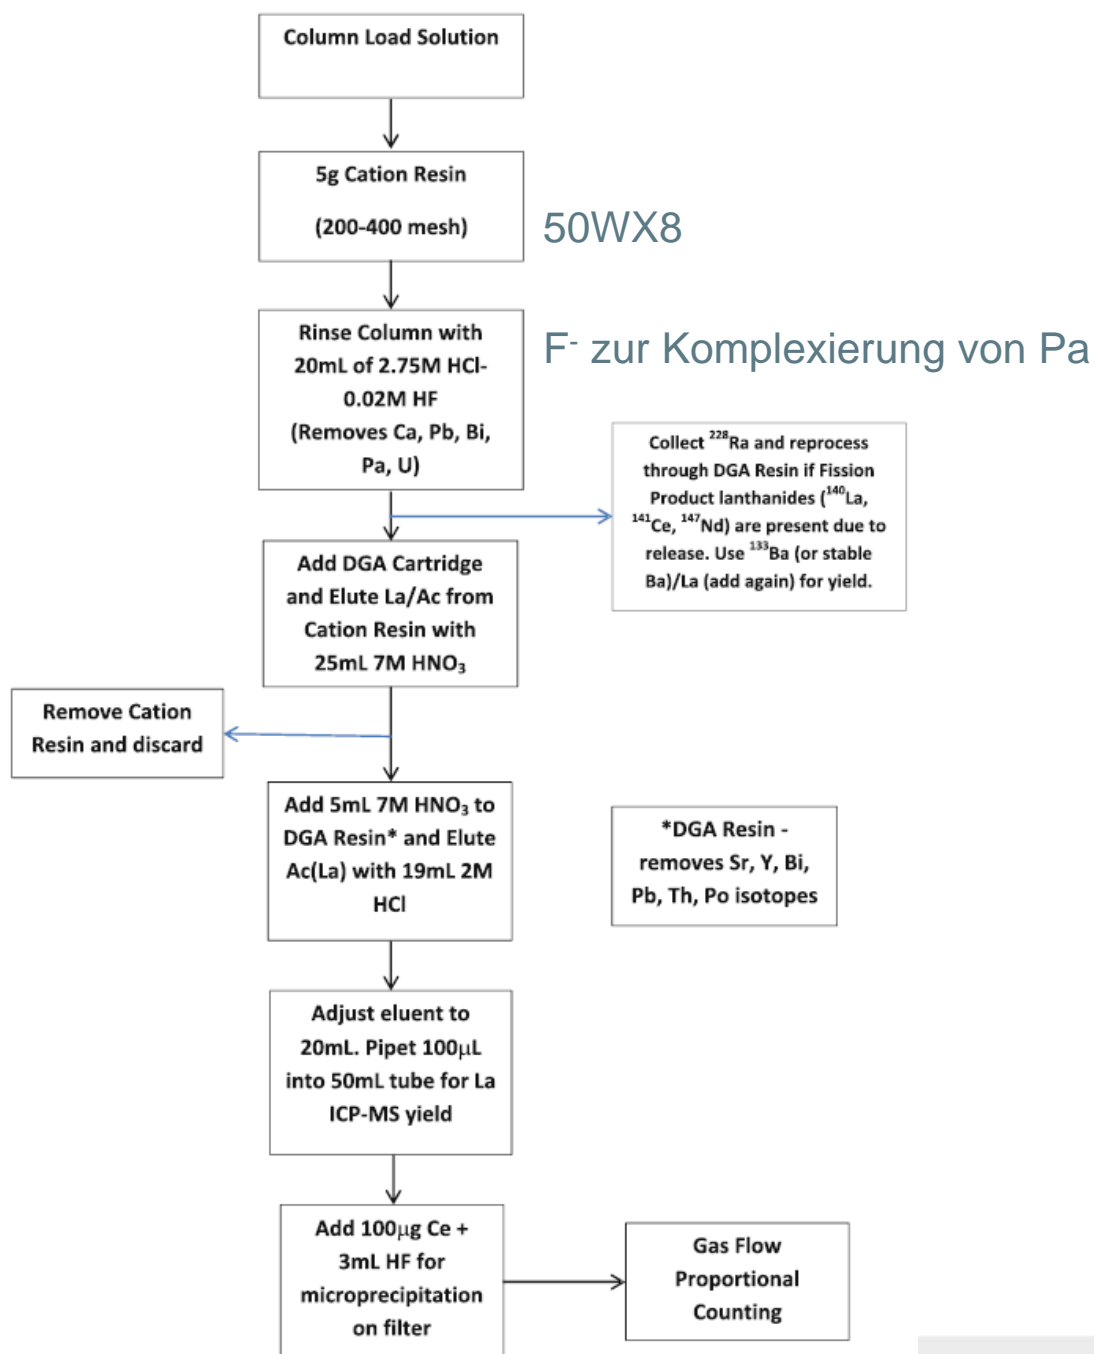 Column Load Solution
5g Cation Resin
(200-400 mesh)
50WX8
Rinse Column with
20mL of 2.75M HCl-
0.02M HF
(Removes Ca, Pb, Bi,
Pa, U)
F⁻ zur Komplexierung von Pa
Collect ²²⁸Ra and reprocess
through DGA Resin if Fission
Product lanthanides (¹⁴⁰La,
¹⁴¹Ce, ¹⁴⁷Nd) are present due to
release. Use ¹³³Ba (or stable
Ba)/La (add again) for yield.
Add DGA Cartridge
and Elute La/Ac from
Cation Resin with
25mL 7M HNO₃
Remove Cation
Resin and discard
Add 5mL 7M HNO₃ to
DGA Resin* and Elute
Ac(La) with 19mL 2M
HCl
*DGA Resin -
removes Sr, Y, Bi,
Pb, Th, Po isotopes
Adjust eluent to
20mL. Pipet 100μL
into 50mL tube for La
ICP-MS yield
Add 100μg Ce +
3mL HF for
microprecipitation
on filter
Gas Flow
Proportional
Counting